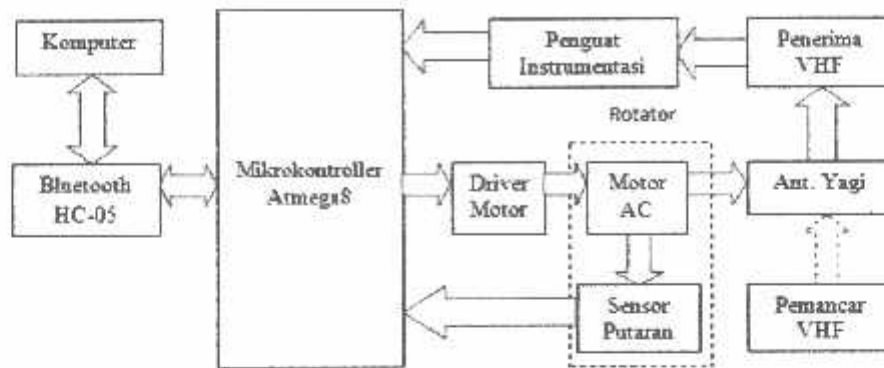 Komputer
Penguat
Instrumentasi
Penerima
VHF
Rotator
Bluetooth
HC-05
Mikrokontroller
Atmega8
Driver
Motor
Motor
AC
Ant. Yagi
Sensor
Putaran
Pemancar
VHF